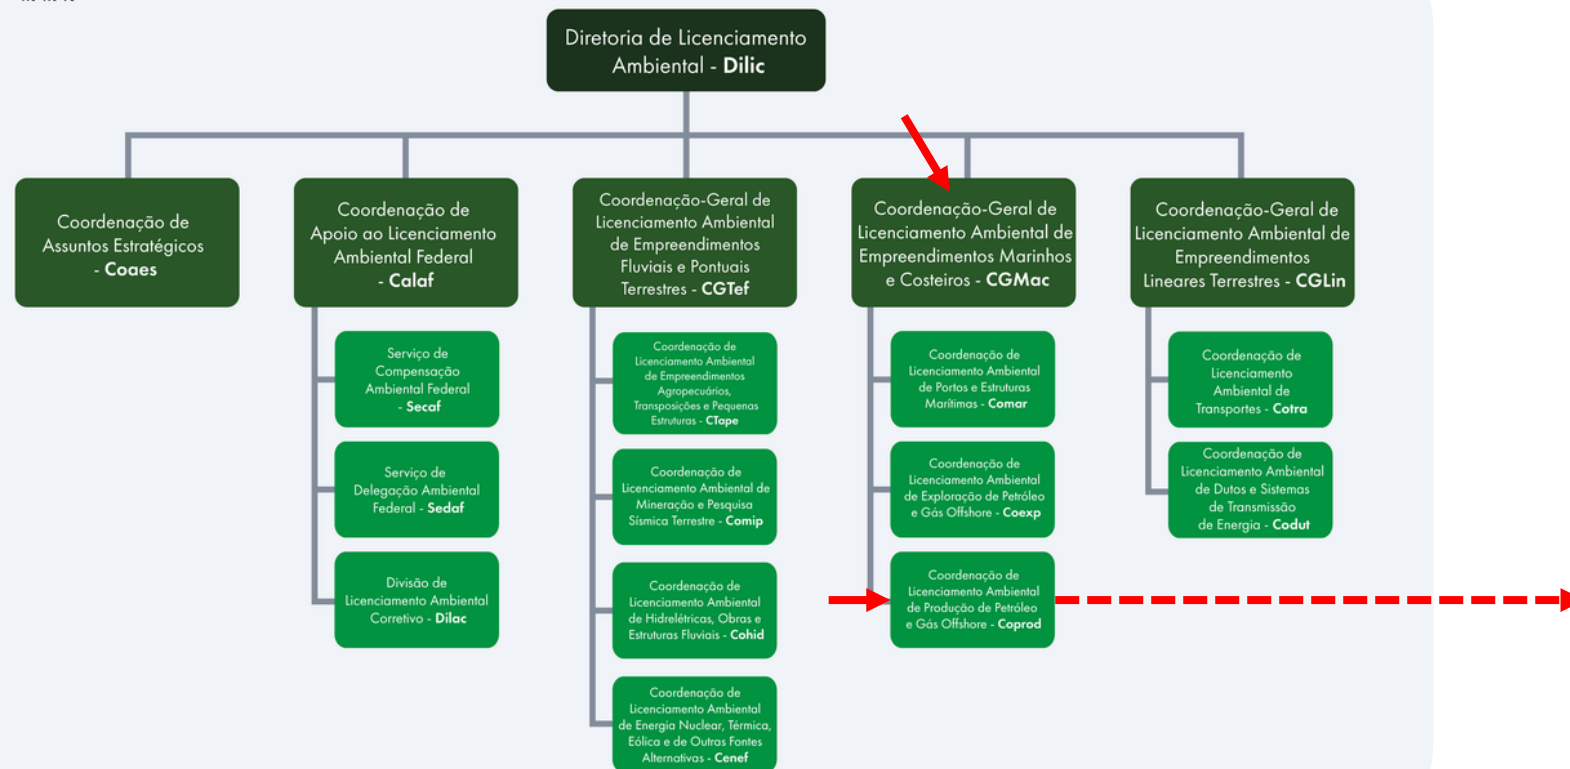 Diretoria de Licenciamento
Ambiental - Dilic
Coordenação de
Assuntos Estratégicos
- Coaes
Coordenação de
Apoio ao Licenciamento
Ambiental Federal
- Calaf
Coordenação-Geral de
Licenciamento Ambiental
de Empreendimentos
Fluviais e Pontuais
Terrestres - CGTef
Coordenação-Geral de
Licenciamento Ambiental de
Empreendimentos Marinhos
e Costeiros - CGMac
Coordenação-Geral de
Licenciamento Ambiental de
Empreendimentos
Lineares Terrestres - CGLin
Serviço de
Compensação
Ambiental Federal
- Secaf
Serviço de
Delegação Ambiental
Federal - Sedaf
Divisão de
Licenciamento Ambiental
Corretivo - Dilac
Coordenação de
Licenciamento Ambiental
de Empreendimentos
Agropecuários,
Transposições e Pequenas
Estruturas - CTape
Coordenação de
Licenciamento Ambiental de
Mineração e Pesquisa
Sísmica Terrestre - Comip
Coordenação de
Licenciamento Ambiental
de Hidrelétricas, Obras e
Estruturas Fluviais - Cohid
Coordenação de
Licenciamento Ambiental
de Energia Nuclear, Térmica,
Eólica e de Outras Fontes
Alternativas - Cenef
Coordenação de
Licenciamento Ambiental
de Portos e Estruturas
Marítimas - Comar
Coordenação de
Licenciamento Ambiental
de Exploração de Petróleo
e Gás Offshore - Coexp
Coordenação de
Licenciamento Ambiental
de Produção de Petróleo
e Gás Offshore - Coprod
Coordenação de
Licenciamento
Ambiental de
Transportes - Cotra
Coordenação de
Licenciamento Ambiental
de Dutos e Sistemas
de Transmissão
de Energia - Codut